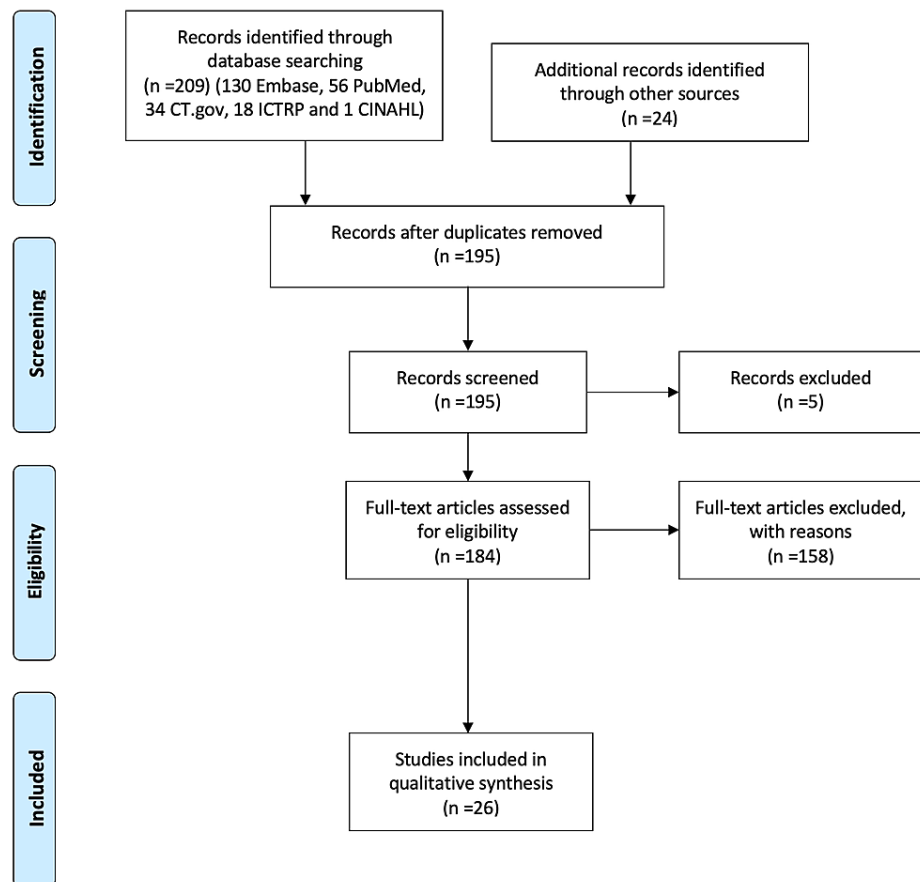 Identification
Records identified through
database searching
(n =209) (130 Embase, 56 PubMed,
34 CT.gov, 18 ICTRP and 1 CINAHL)
Additional records identified
through other sources
(n =24)
Records after duplicates removed
(n =195)
Screening
Records screened
(n =195)
Records excluded
(n =5)
Eligibility
Full-text articles assessed
for eligibility
(n =184)
Full-text articles excluded,
with reasons
(n =158)
Included
Studies included in
qualitative synthesis
(n =26)